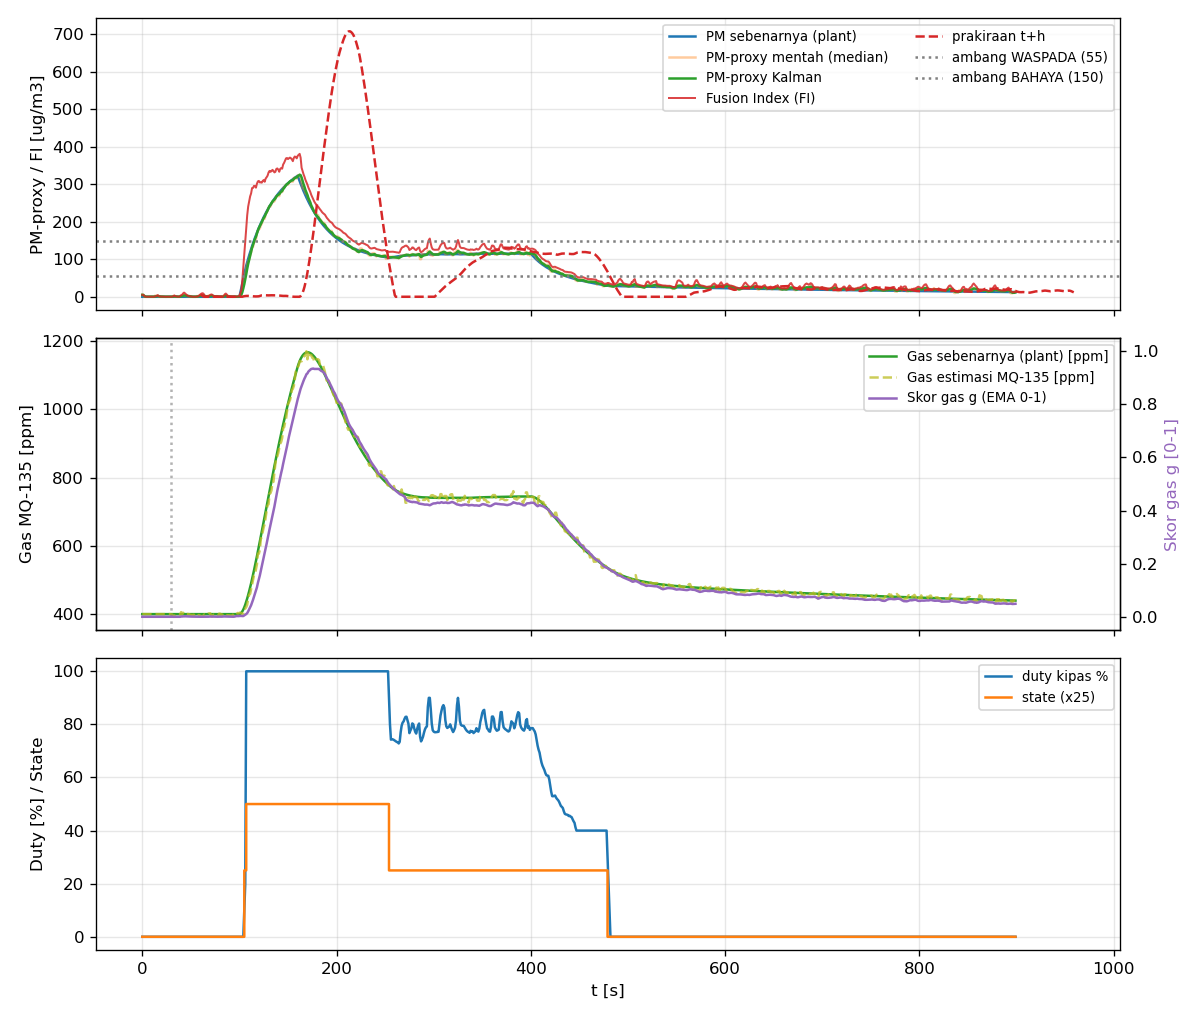 PM-proxy / FI [ug/m3]
700
600
500
400
300
200
100
0
PM sebenarnya (plant)
PM-proxy mentah (median)
PM-proxy Kalman
Fusion Index (FI)
prakiraan t+h
ambang WASPADA (55)
ambang BAHAYA (150)
Gas MQ-135 [ppm]
1200
1000
800
600
400
Gas sebenarnya (plant) [ppm]
Gas estimasi MQ-135 [ppm]
Skor gas g (EMA 0-1)
1.0
0.8
0.6
0.4
0.2
0.0
Skor gas g [0-1]
Duty [%] / State
100
80
60
40
20
0
duty kipas %
state (x25)
0 200 400 600 800 1000
t [s]